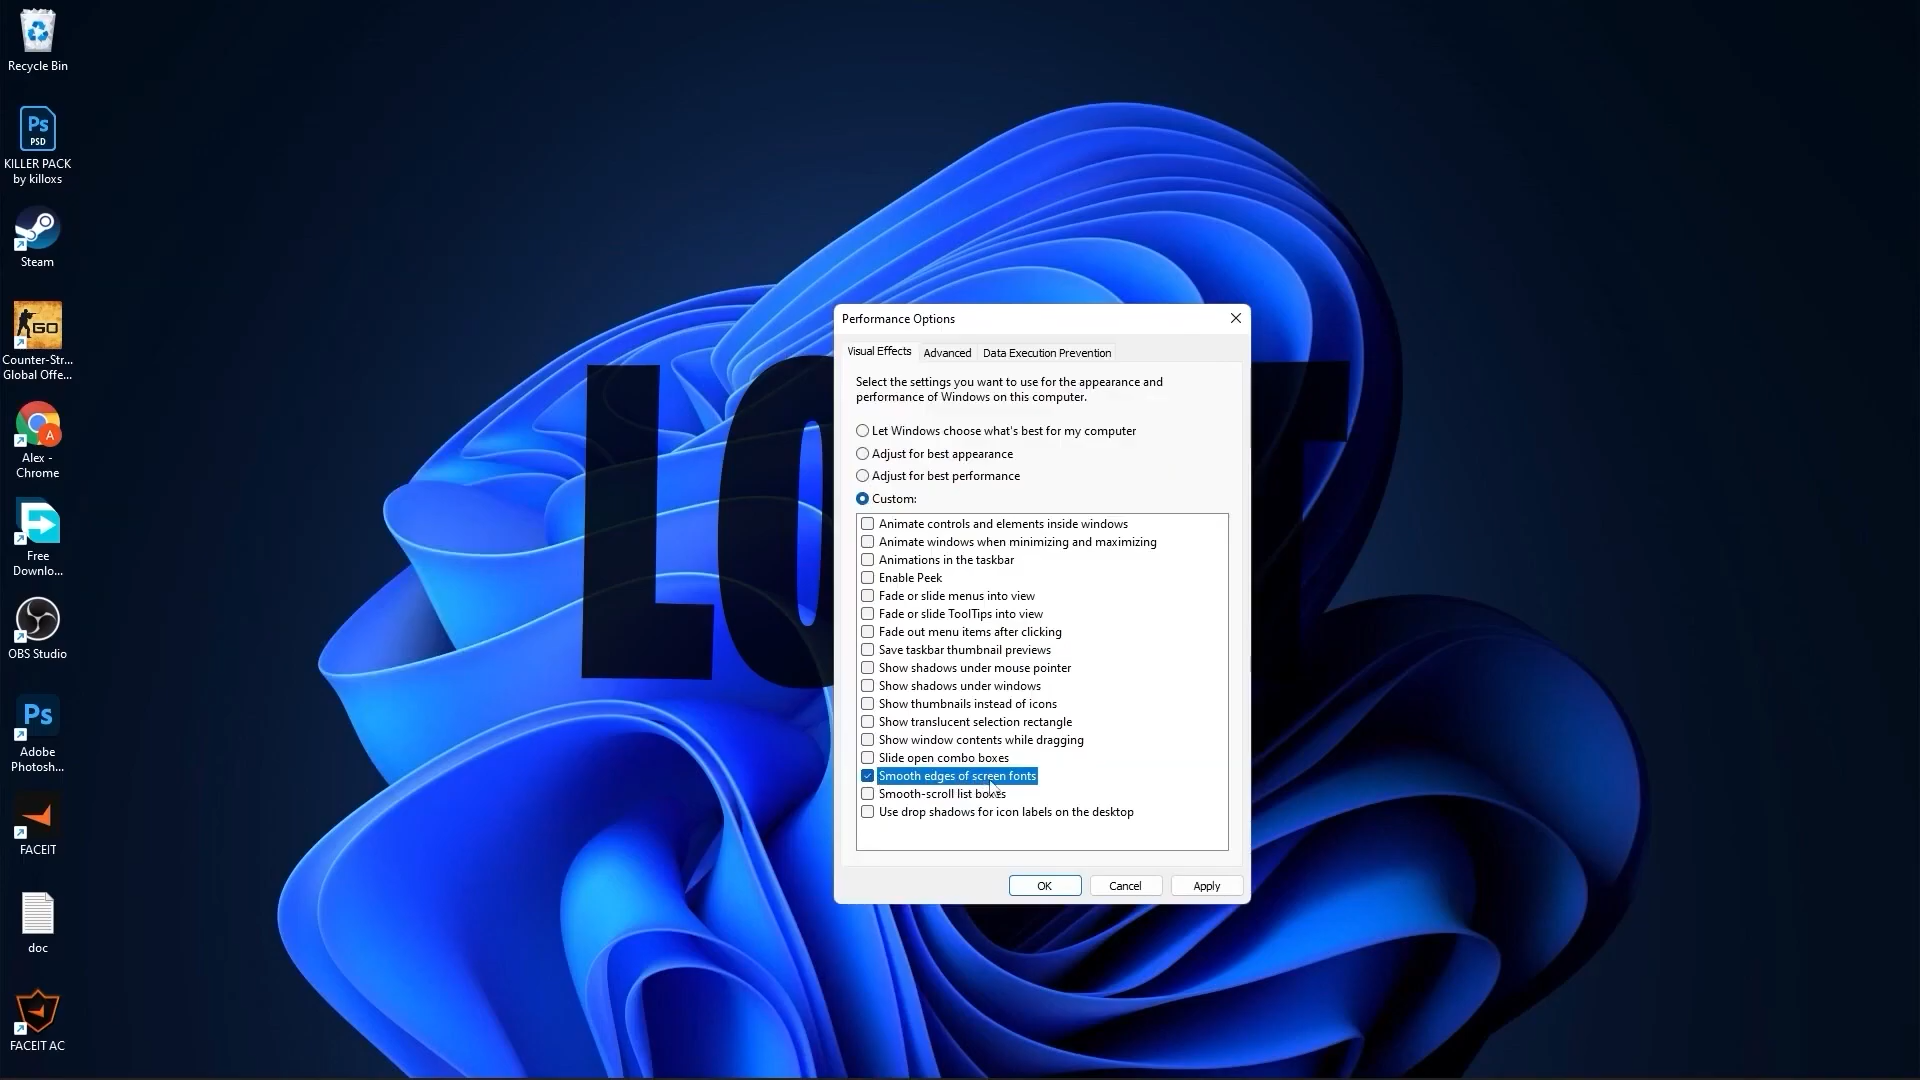 Recycle Bin
Ps
PSD
KILLER PACK
by killoxs
Steam
GO
Counter-Str...
Global Offe...
A
Alex -
Chrome
Free
Downlo...
OBS Studio
Ps
Adobe
Photosh...
FACEIT
doc
FACEIT AC
Performance Options
Visual Effects
Advanced
Data Execution Prevention
Select the settings you want to use for the appearance and
performance of Windows on this computer.
Let Windows choose what's best for my computer
Adjust for best appearance
Adjust for best performance
Custom:
Animate controls and elements inside windows
Animate windows when minimizing and maximizing
Animations in the taskbar
Enable Peek
Fade or slide menus into view
Fade or slide ToolTips into view
Fade out menu items after clicking
Save taskbar thumbnail previews
Show shadows under mouse pointer
Show shadows under windows
Show thumbnails instead of icons
Show translucent selection rectangle
Show window contents while dragging
Slide open combo boxes
Smooth edges of screen fonts
Smooth-scroll list boxes
Use drop shadows for icon labels on the desktop
OK
Cancel
Apply